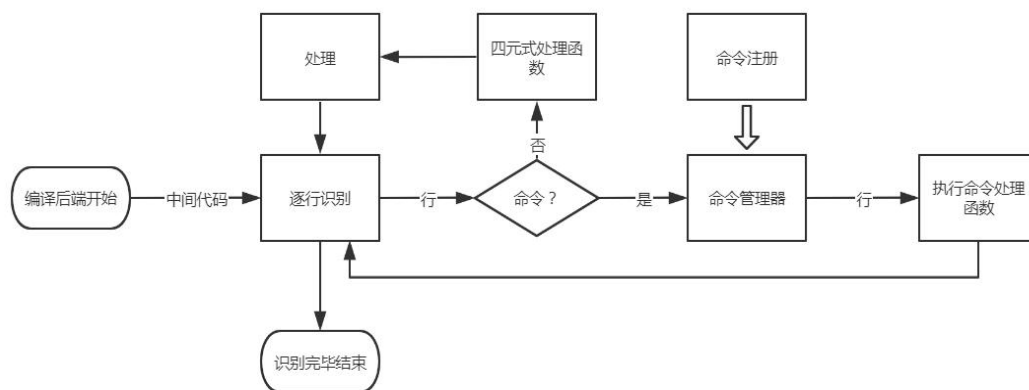 处理
四元式处理函
数
命令注册
否
编译后端开始
中间代码
逐行识别
行
命令？
是
命令管理器
行
执行命令处理
函数
识别完毕结束